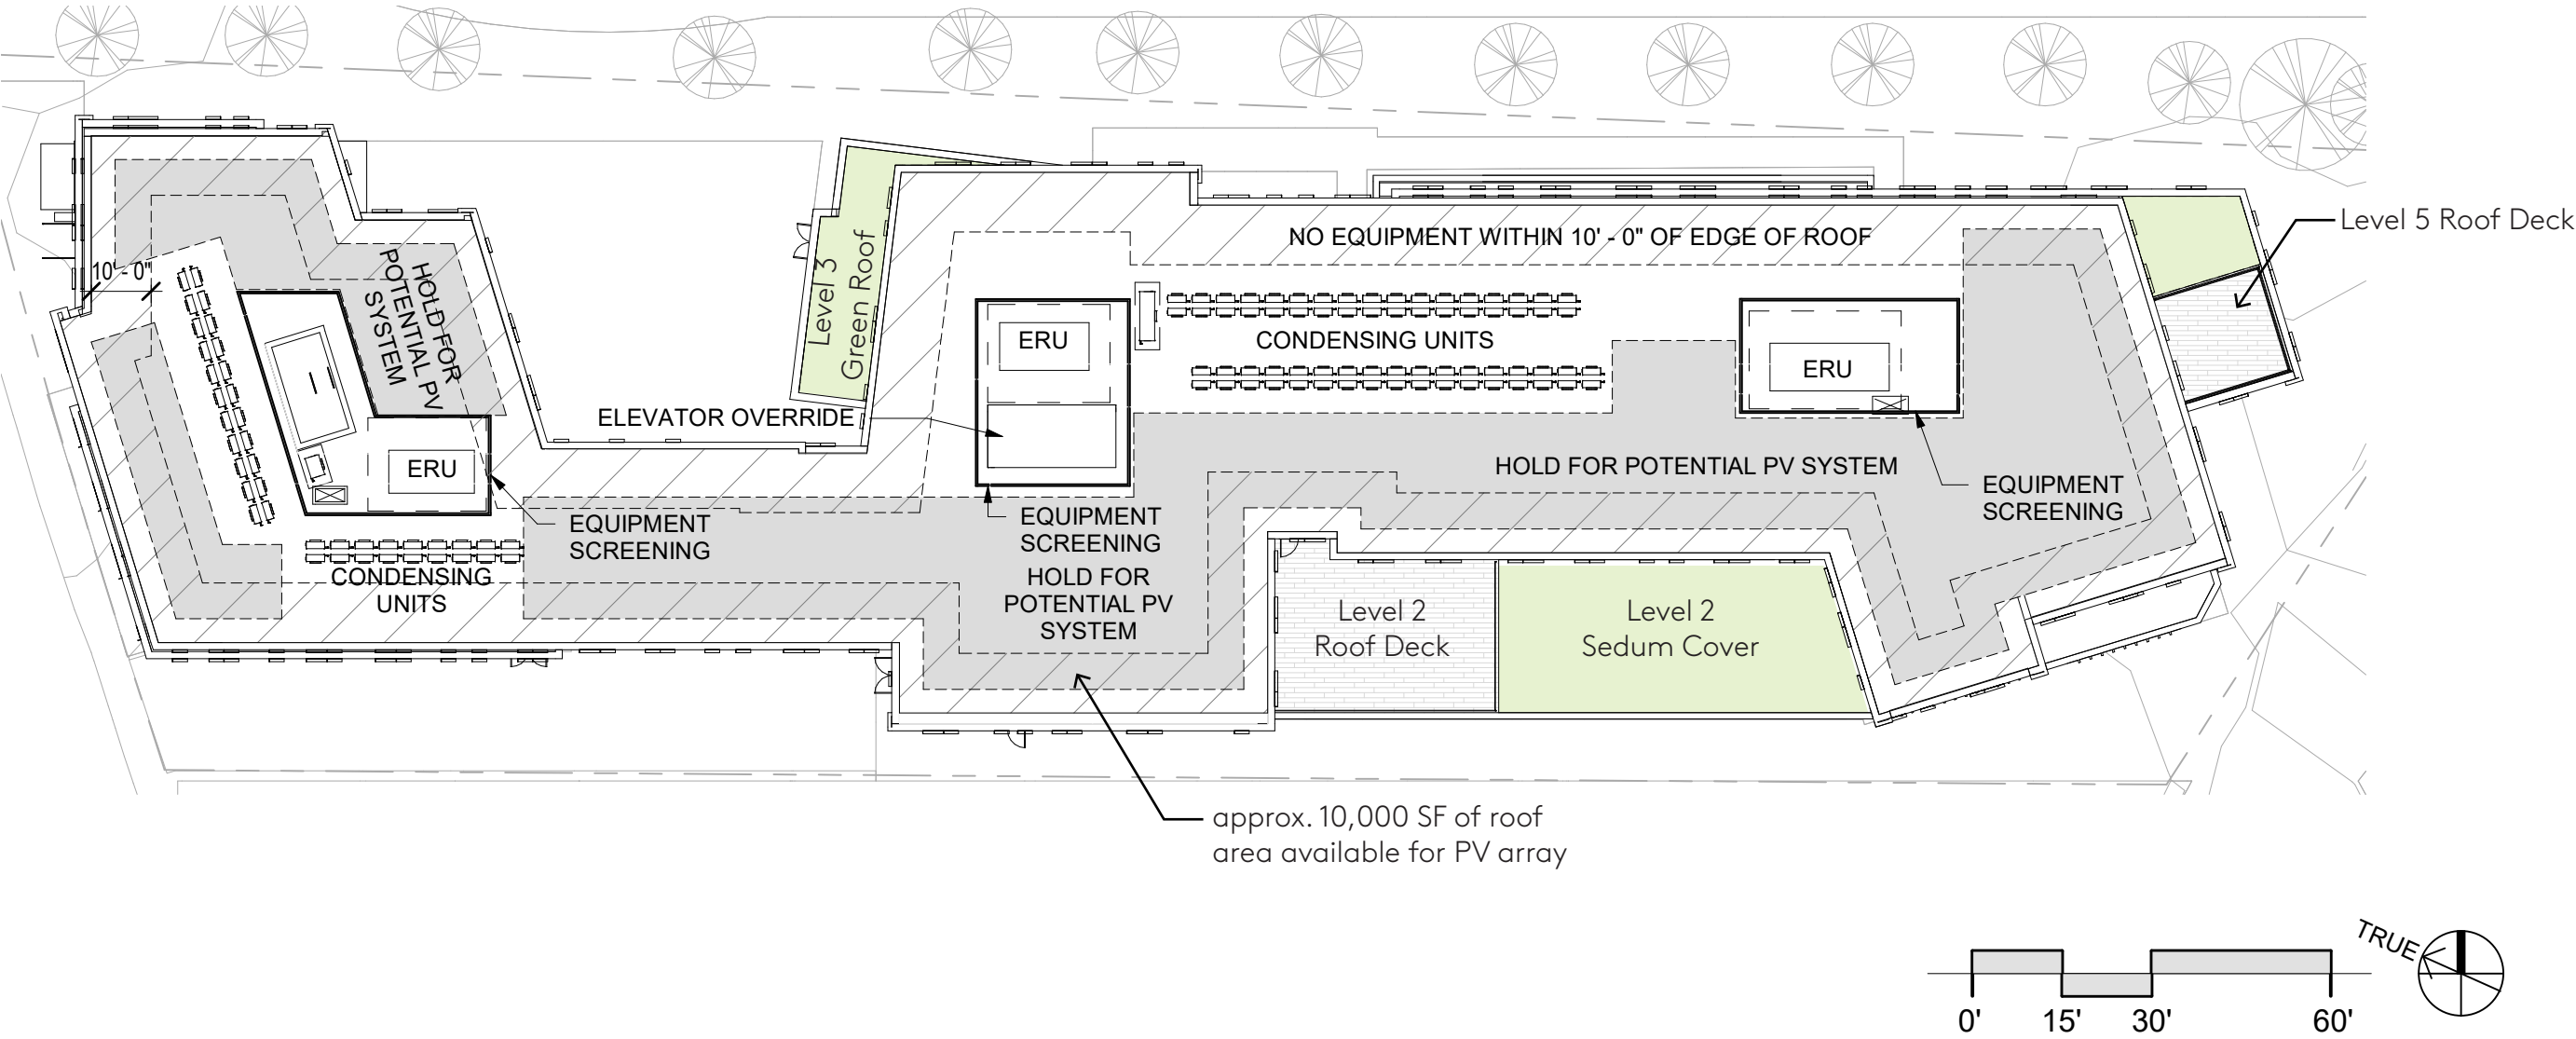 Level 5 Roof Deck
NO EQUIPMENT WITHIN 10' - 0" OF EDGE OF ROOF
10' - 0"
HOLD FOR
POTENTIAL PV
SYSTEM
Level 3
Green Roof
ERU
CONDENSING UNITS
ERU
ELEVATOR OVERRIDE
ERU
HOLD FOR POTENTIAL PV SYSTEM
EQUIPMENT
SCREENING
EQUIPMENT
SCREENING
EQUIPMENT
SCREENING
CONDENSING
UNITS
HOLD FOR
POTENTIAL PV
SYSTEM
Level 2
Roof Deck
Level 2
Sedum Cover
approx. 10,000 SF of roof
area available for PV array
TRUE
0' 15' 30' 60'